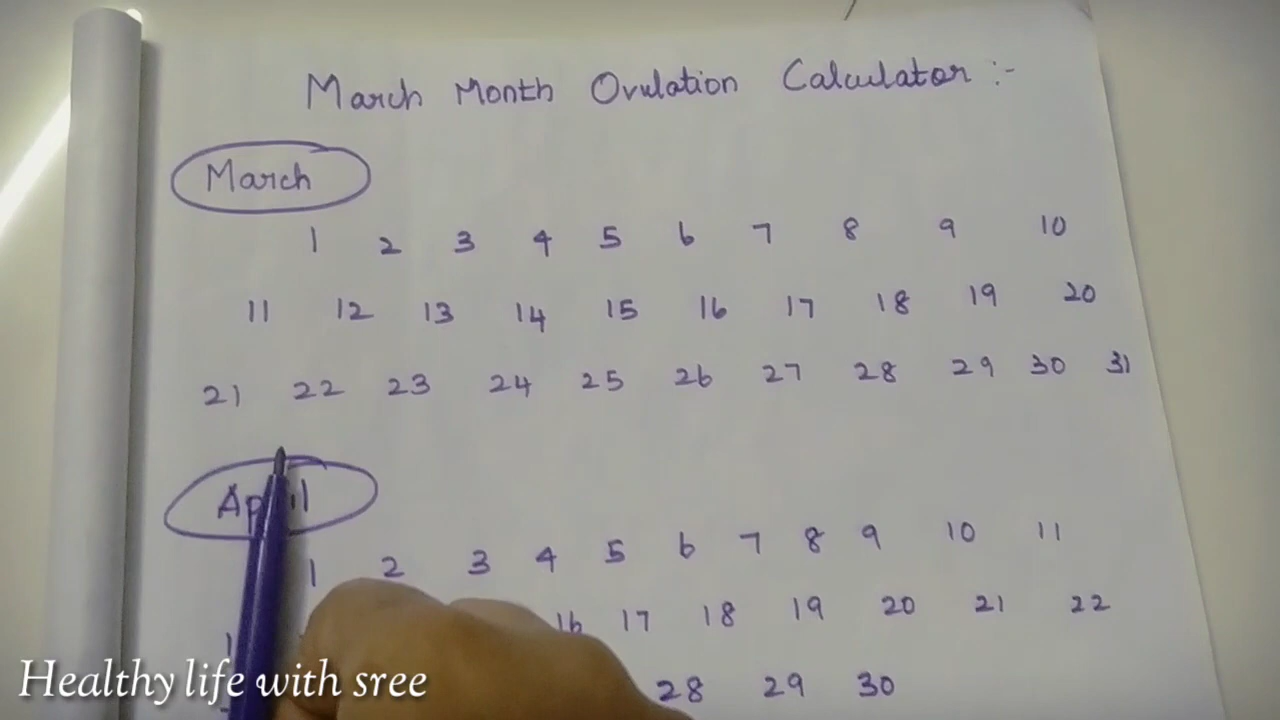 March Month Ovulation Calculator :-
March
1 2 3 4 5 6 7 8 9 10
11 12 13 14 15 16 17 18 19 20
21 22 23 24 25 26 27 28 29 30 31
April
1 2 3 4 5 6 7 8 9 10 11
16 17 18 19 20 21 22
28 29 30
Healthy life with sree